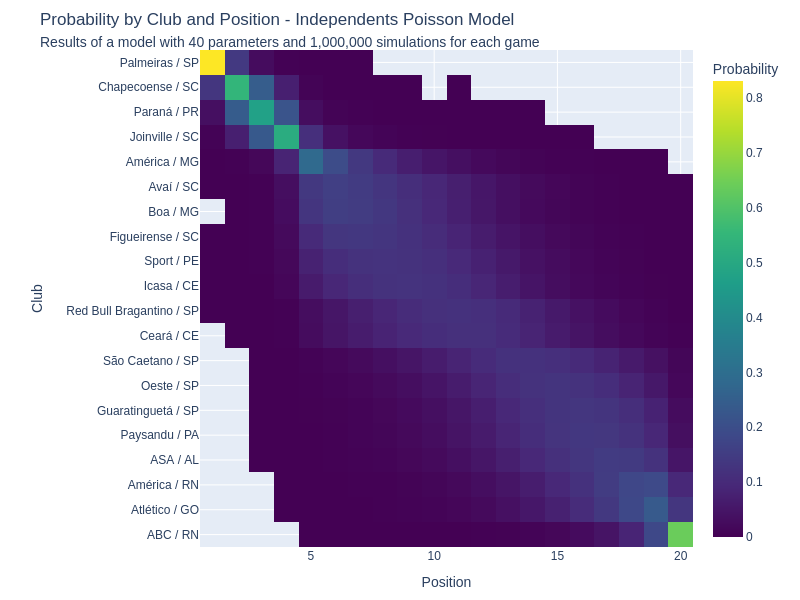 Probability by Club and Position - Independents Poisson Model
Results of a model with 40 parameters and 1,000,000 simulations for each game
Probability
Palmeiras / SP
Chapecoense / SC
Paraná / PR
Joinville / SC
América / MG
Avaí / SC
Boa / MG
Figueirense / SC
Sport / PE
Icasa / CE
Red Bull Bragantino / SP
Ceará / CE
São Caetano / SP
Oeste / SP
Guaratinguetá / SP
Paysandu / PA
ASA / AL
América / RN
Atlético / GO
ABC / RN
Club
5
10
15
20
Position
0.8
0.7
0.6
0.5
0.4
0.3
0.2
0.1
0